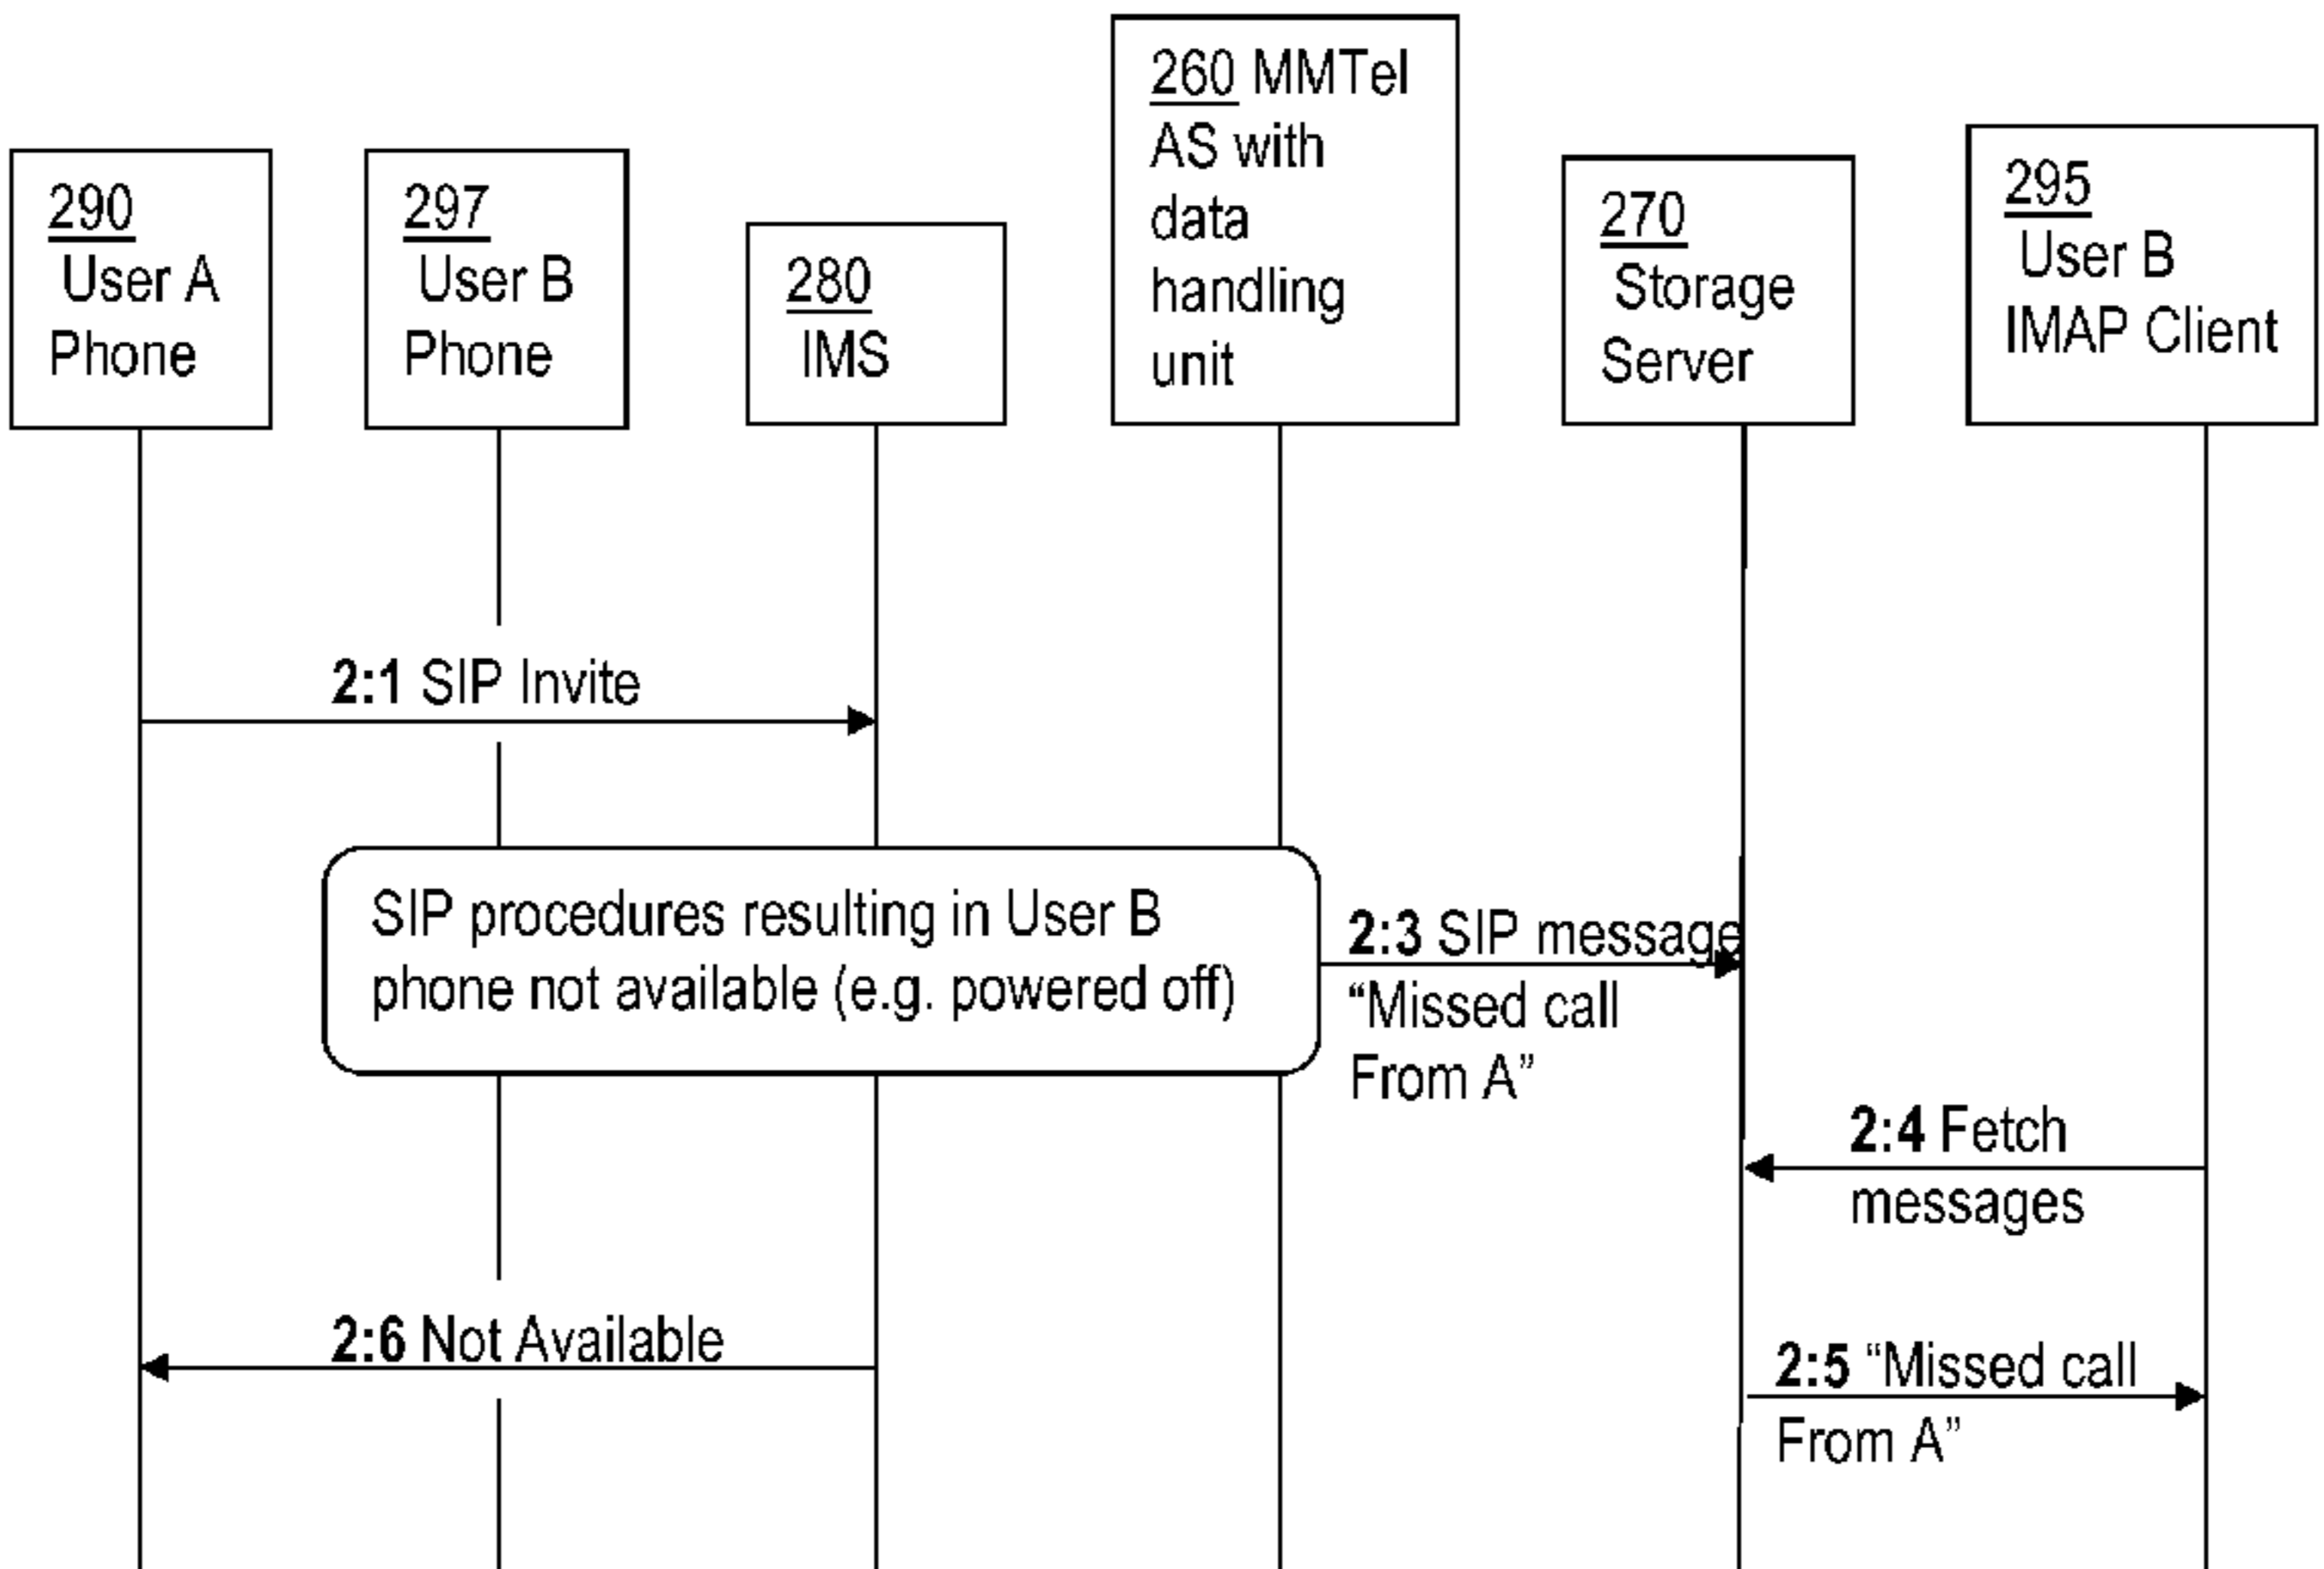 290
User A
Phone
297
User B
Phone
280
IMS
260 MMTel
AS with
data
handling
unit
270
Storage
Server
295
User B
IMAP Client
2:1 SIP Invite
SIP procedures resulting in User B
phone not available (e.g. powered off)
2:3 SIP message
“Missed call
From A”
2:4 Fetch
messages
2:6 Not Available
2:5 “Missed call
From A”